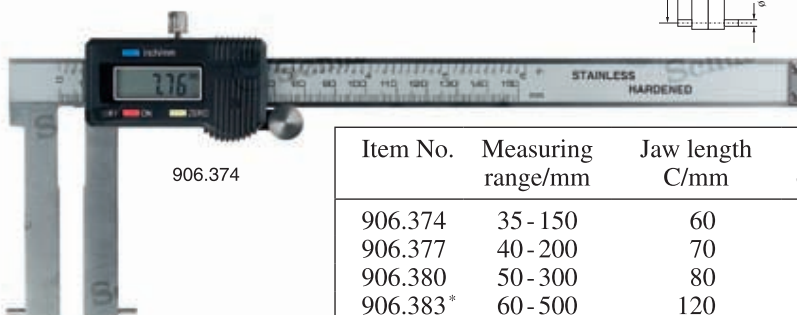 inch/mm
7.76
OFF ON ZERO
STAINLESS
HARDENED
906.374
Item No. Measuring Jaw length
range/mm C/mm
906.374 35-150 60
906.377 40-200 70
906.380 50-300 80
906.383* 60-500 120